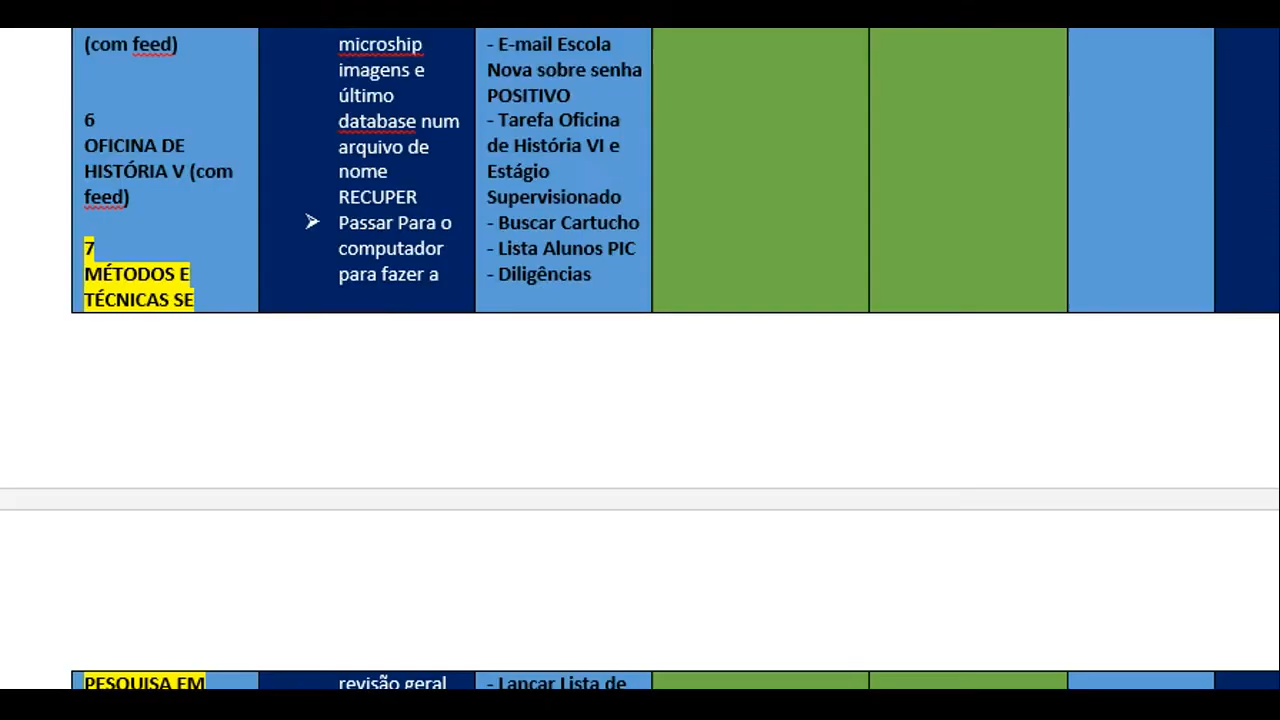 (com feed)
6
OFICINA DE
HISTÓRIA V (com
feed)
7
MÉTODOS E
TÉCNICAS SE
microship
imagens e
último
database num
arquivo de
nome
RECUPER
➢ Passar Para o
computador
para fazer a
- E-mail Escola
Nova sobre senha
POSITIVO
- Tarefa Oficina
de História VI e
Estágio
Supervisionado
- Buscar Cartucho
- Lista Alunos PIC
- Diligências
PESQUISA EM
revisão geral
- Lançar Lista de